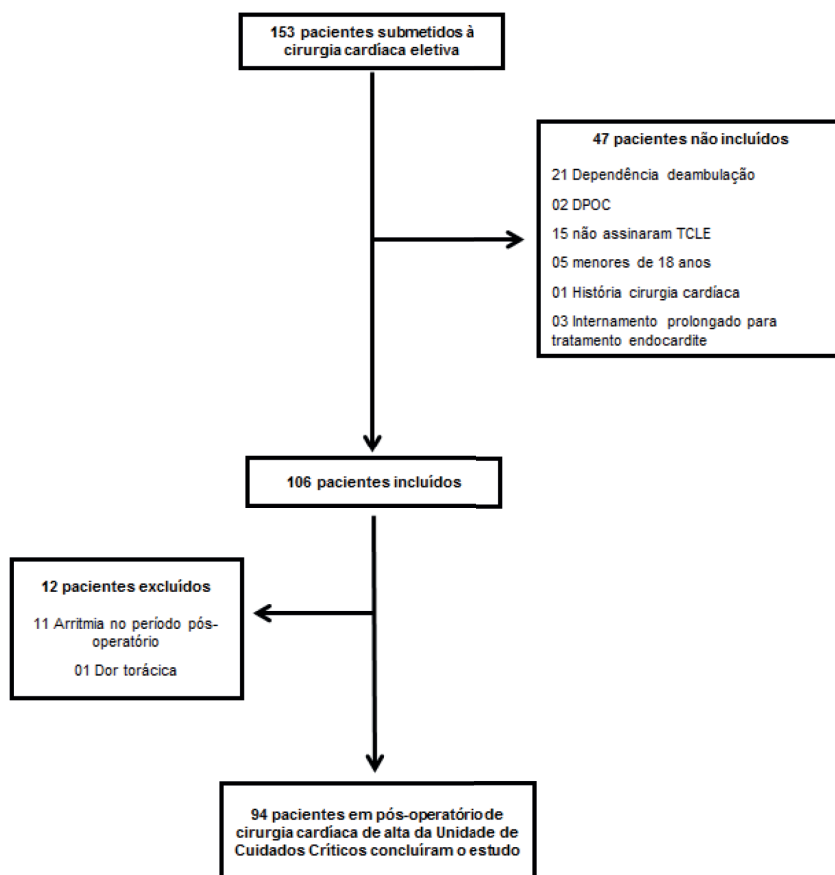 153 pacientes submetidos à
cirurgia cardíaca eletiva
47 pacientes não incluídos
21 Dependência deambulação
02 DPOC
15 não assinaram TCLE
05 menores de 18 anos
01 História cirurgia cardíaca
03 Internamento prolongado para
tratamento endocardite
106 pacientes incluídos
12 pacientes excluídos
11 Arritmia no período pós-
operatório
01 Dor torácica
94 pacientes em pós-operatório de
cirurgia cardíaca de alta da Unidade de
Cuidados Críticos concluíram o estudo